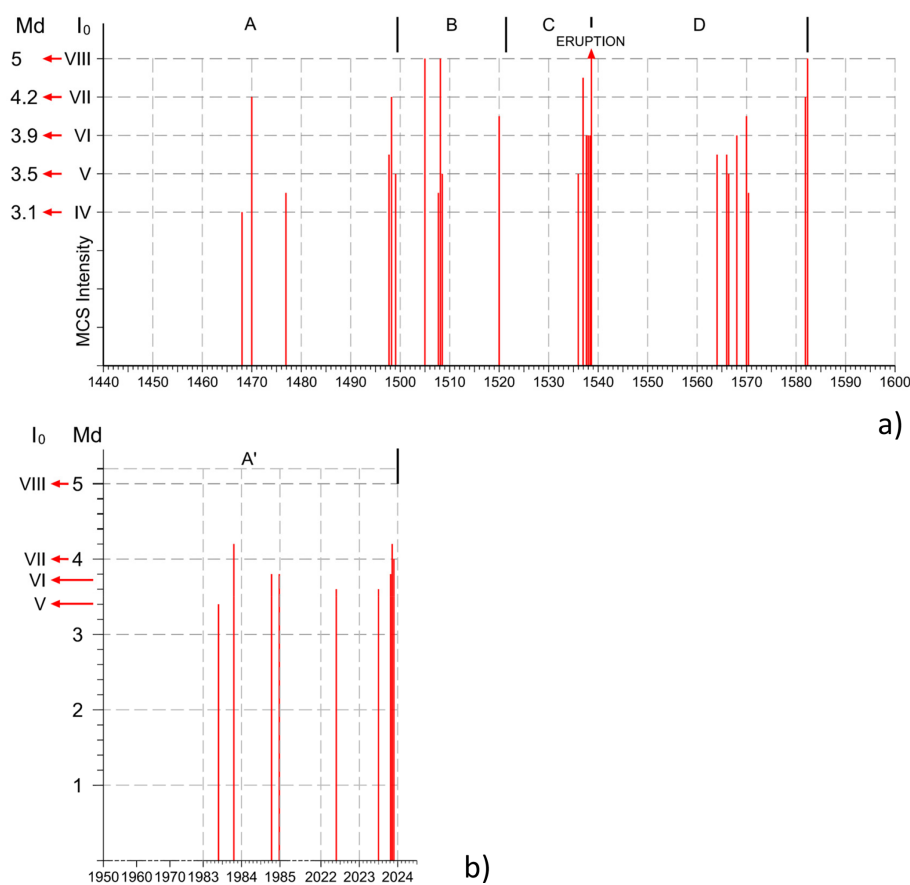 Md I₀ A B C D
ERUPTION
5 VIII
4.2 VII
3.9 VI
3.5 V
3.1 IV
MCS Intensity
1440 1450 1460 1470 1480 1490 1500 1510 1520 1530 1540 1550 1560 1570 1580 1590 1600
a)
I₀ Md
A'
VIII 5
VII 4
VI
V
3
2
1
1950 1960 1970 1983 1984 1985 2022 2023 2024
b)